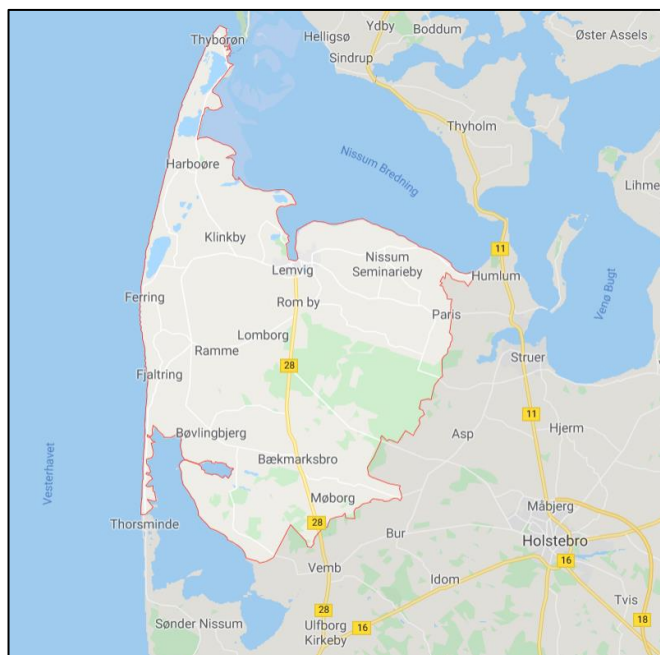 Ydby
Helligsø
Boddum
Thyborøn
Øster Assels
Sindrup
Thyholm
Nissum Bredning
Harboøre
Lihme
Klinkby
11
Nissum
Seminarieby
Lemvig
Humlum
Venø Bugt
Ferring
Rom by
Paris
Lomborg
Ramme
Struer
28
Fjaltring
11
Hjerm
Asp
Bøvlingbjerg
Vesterhavet
Bækmarksbro
Møborg
Måbjerg
Thorsminde
28
Bur
Holstebro
16
Vemb
Idom
Tvis
28
Sønder Nissum
Ulfborg
Kirkeby
16
18